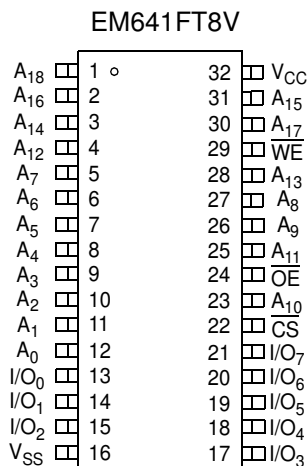 EM641FT8V
A18 1 32 VCC
A16 2 31 A15
A14 3 30 A17
A12 4 29 WE
A7 5 28 A13
A6 6 27 A8
A5 7 26 A9
A4 8 25 A11
A3 9 24 OE
A2 10 23 A10
A1 11 22 CS
A0 12 21 I/O7
I/O0 13 20 I/O6
I/O1 14 19 I/O5
I/O2 15 18 I/O4
VSS 16 17 I/O3